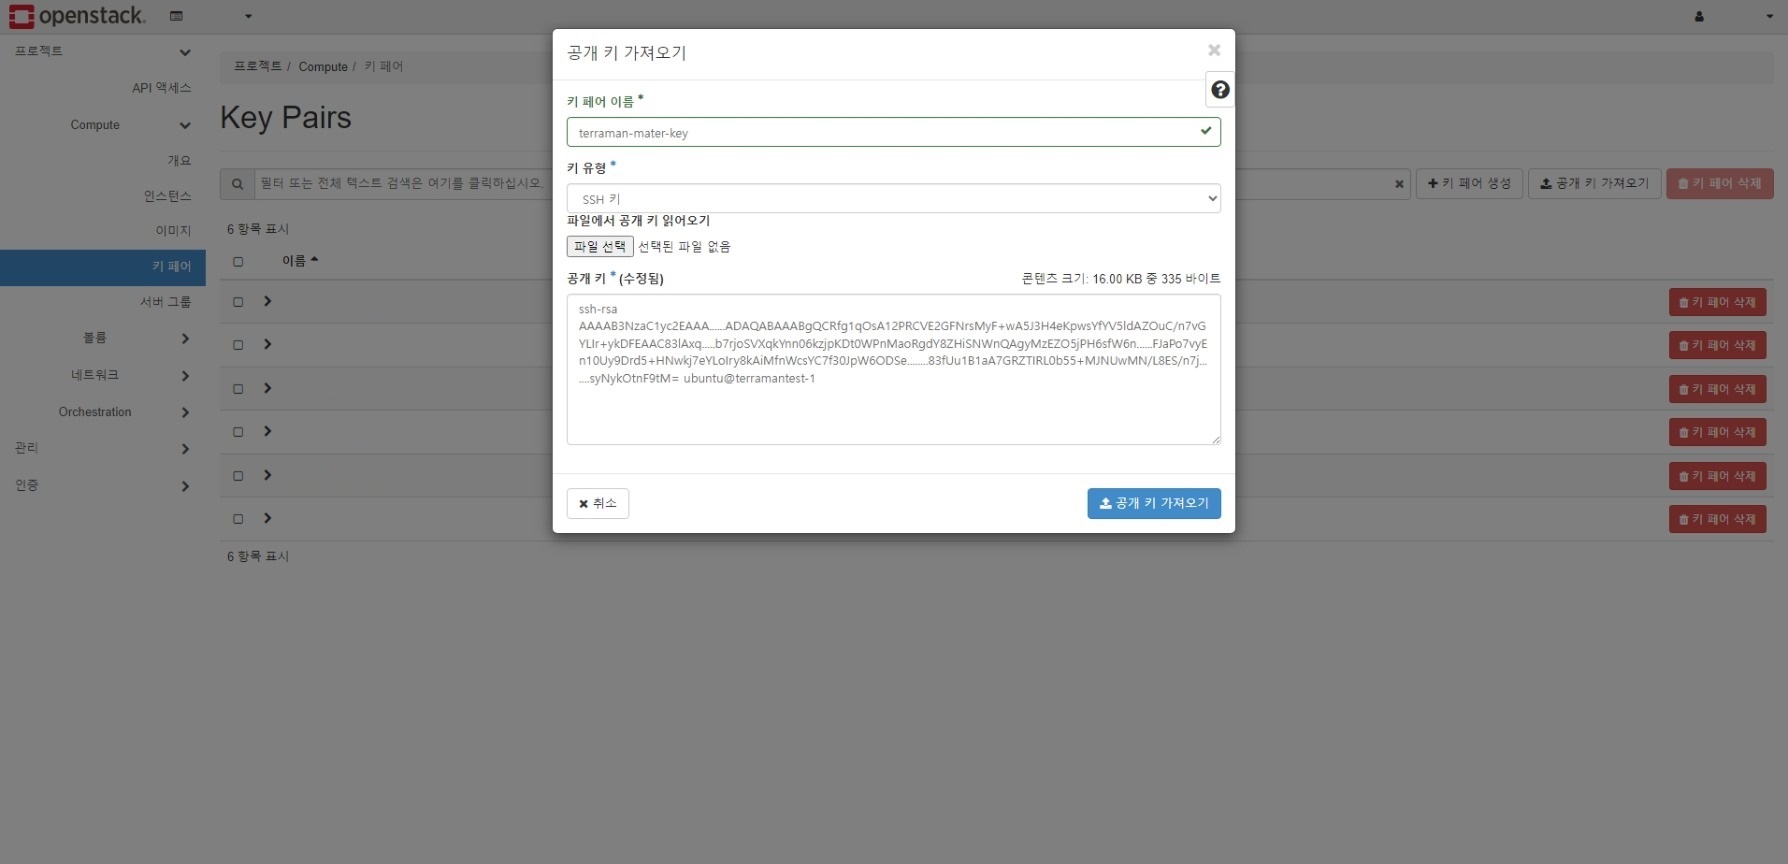 openstack.
프로젝트
API 액세스
Compute
개요
인스턴스
이미지
키 페어
서버 그룹
볼륨
네트워크
Orchestration
관리
인증
프로젝트 / Compute / 키 페어
Key Pairs
필터 또는 전체 텍스트 검색은 여기를 클릭하십시오.
키 페어 생성
공개 키 가져오기
키 페어 삭제
6 항목 표시
이름
키 페어 삭제
키 페어 삭제
키 페어 삭제
키 페어 삭제
키 페어 삭제
키 페어 삭제
6 항목 표시
공개 키 가져오기
키 페어 이름 *
terraman-mater-key
키 유형 *
SSH 키
파일에서 공개 키 읽어오기
파일 선택 선택된 파일 없음
공개 키 * (수정됨) 콘텐츠 크기: 16.00 KB 중 335 바이트
ssh-rsa
AAAAB3NzaC1yc2EAAA......ADAQABAAABgQCRfg1qOsA12PRCVE2GFNrsMyF+wA5J3H4eKpwsYfYV5ldAZOuC/n7vG
YLIr+ykDFEAAC83lAxq.....b7rjoSVXqkYnn06kzjpKDt0WPnMaoRgdY8ZHiSNWnQAgyMzEZO5jPH6sfW6n......FJaPo7vyE
n10Uy9Drd5+HNwkj7eYLoIry8kAiMfnWcsYC7f30JpW6ODSe........83fUu1B1aA7GRZTIRL0b55+MJNUwMN/L8ES/n7j...
....syNykOtnF9tM= ubuntu@terramantest-1
취소
공개 키 가져오기